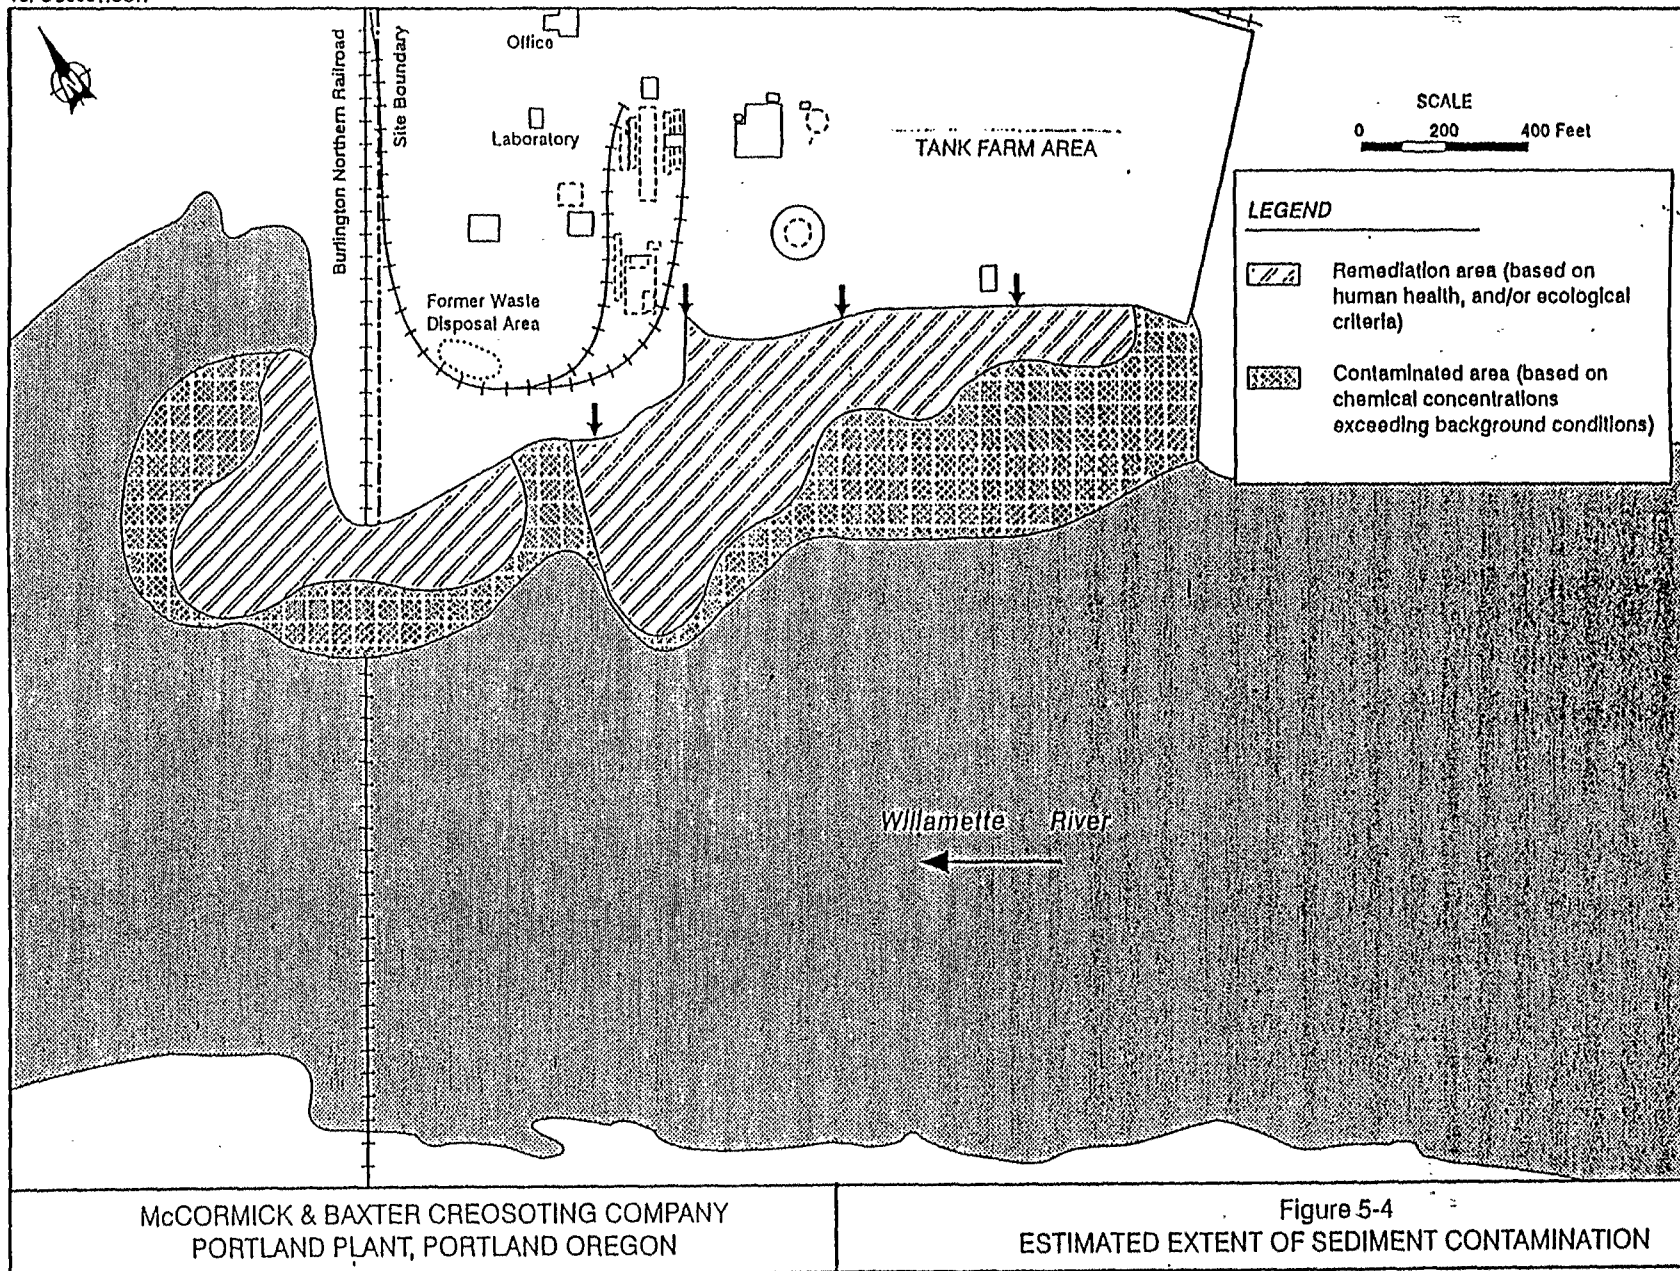 Burlington Northern Railroad
Site Boundary
Office
Laboratory
Former Waste
Disposal Area
TANK FARM AREA
N
SCALE
0 200 400 Feet
LEGEND
Remediation area (based on
human health, and/or ecological
criteria)
Contaminated area (based on
chemical concentrations
exceeding background conditions)
Willamette River
McCORMICK & BAXTER CREOSOTING COMPANY
PORTLAND PLANT, PORTLAND OREGON
Figure 5-4
ESTIMATED EXTENT OF SEDIMENT CONTAMINATION